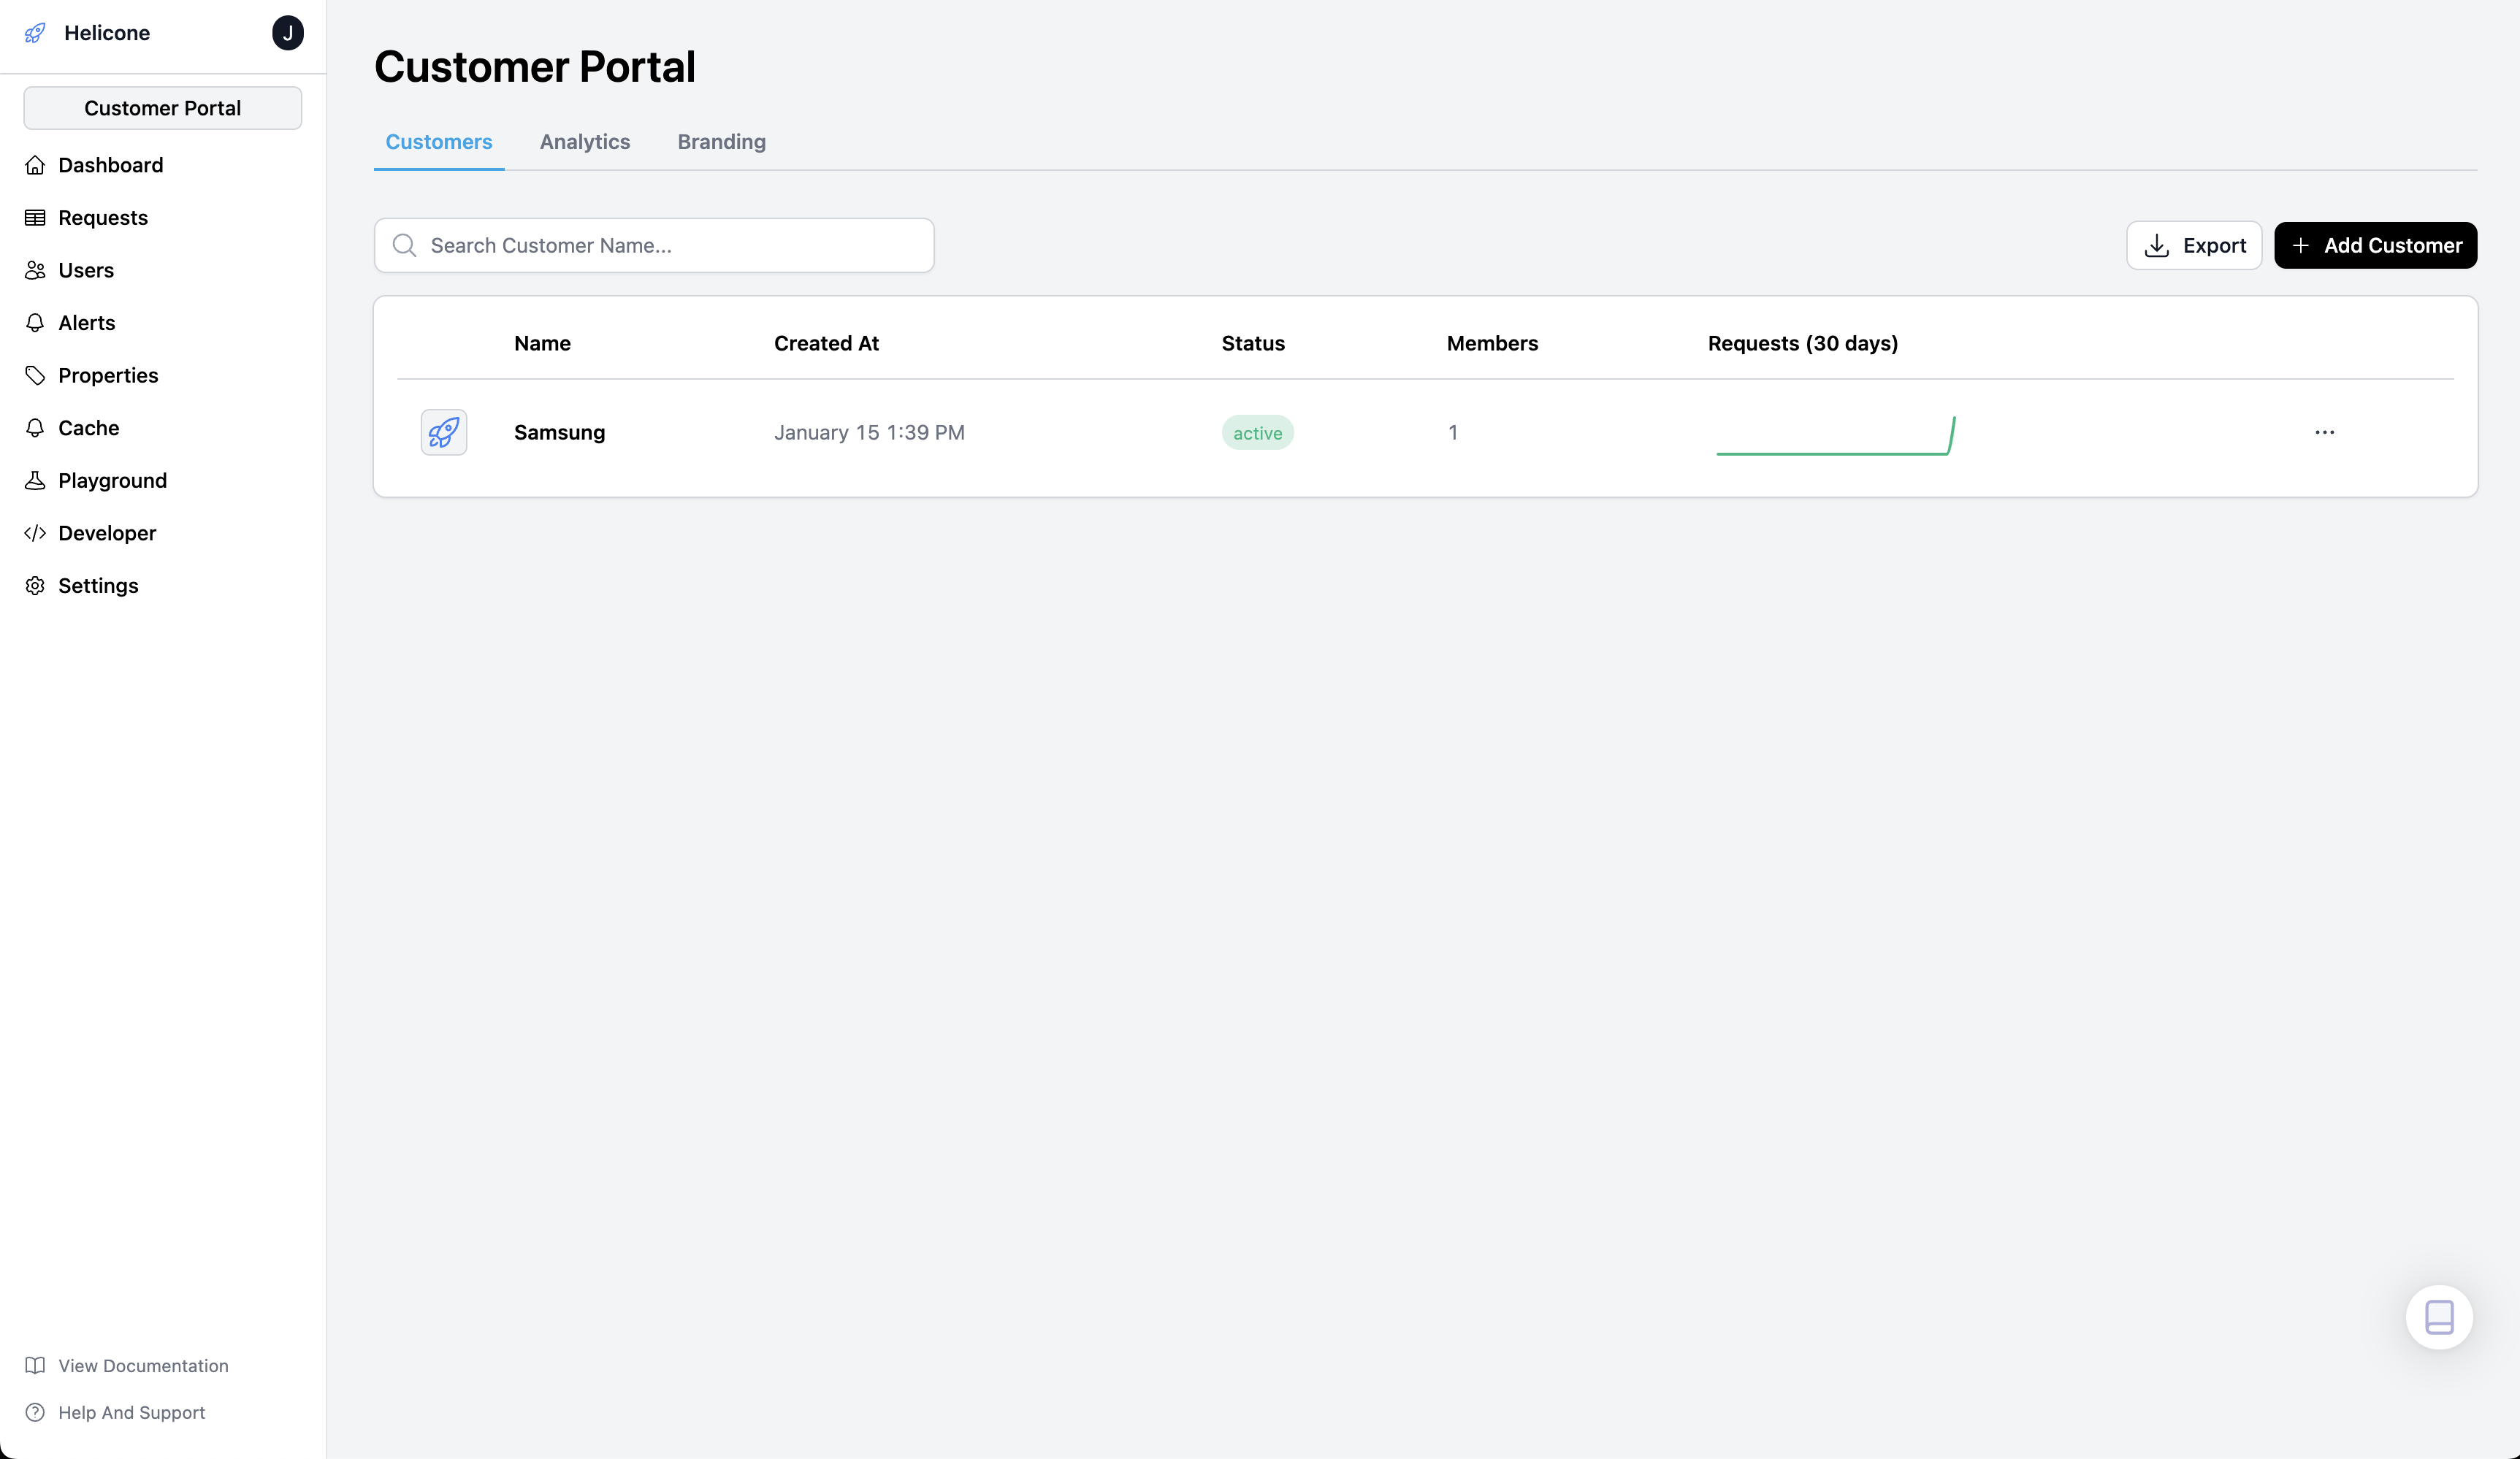 Helicone
J
Customer Portal
Dashboard
Requests
Users
Alerts
Properties
Cache
Playground
Developer
Settings
View Documentation
Help And Support
Customer Portal
Customers Analytics Branding
Search Customer Name...
Export
Add Customer
Name Created At Status Members Requests (30 days)
Samsung January 15 1:39 PM active 1